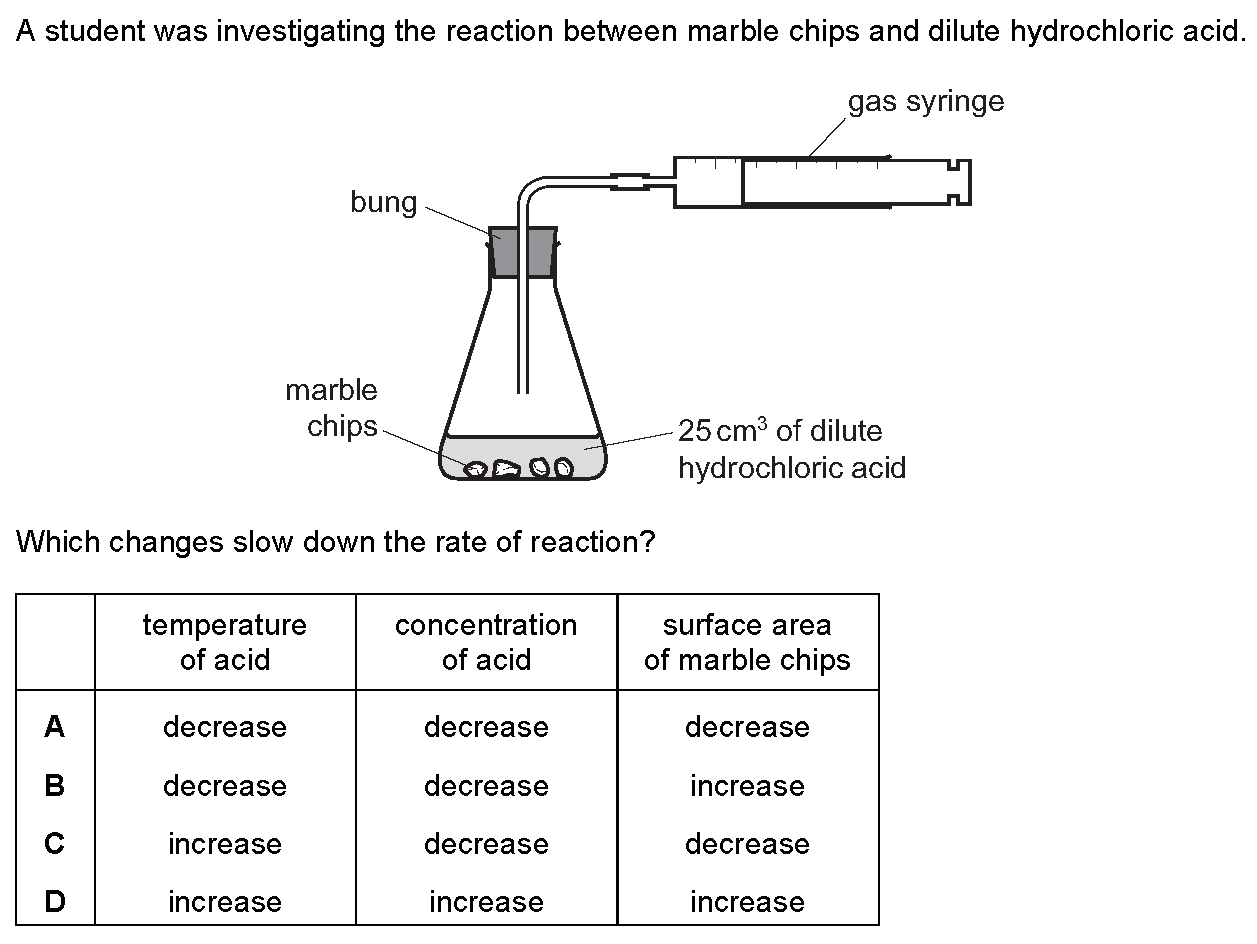 A student was investigating the reaction between marble chips and dilute hydrochloric acid.
gas syringe
bung
marble
chips
25 cm³ of dilute
hydrochloric acid
Which changes slow down the rate of reaction?
temperature
of acid
concentration
of acid
surface area
of marble chips
A decrease decrease decrease
B decrease decrease increase
C increase decrease decrease
D increase increase increase